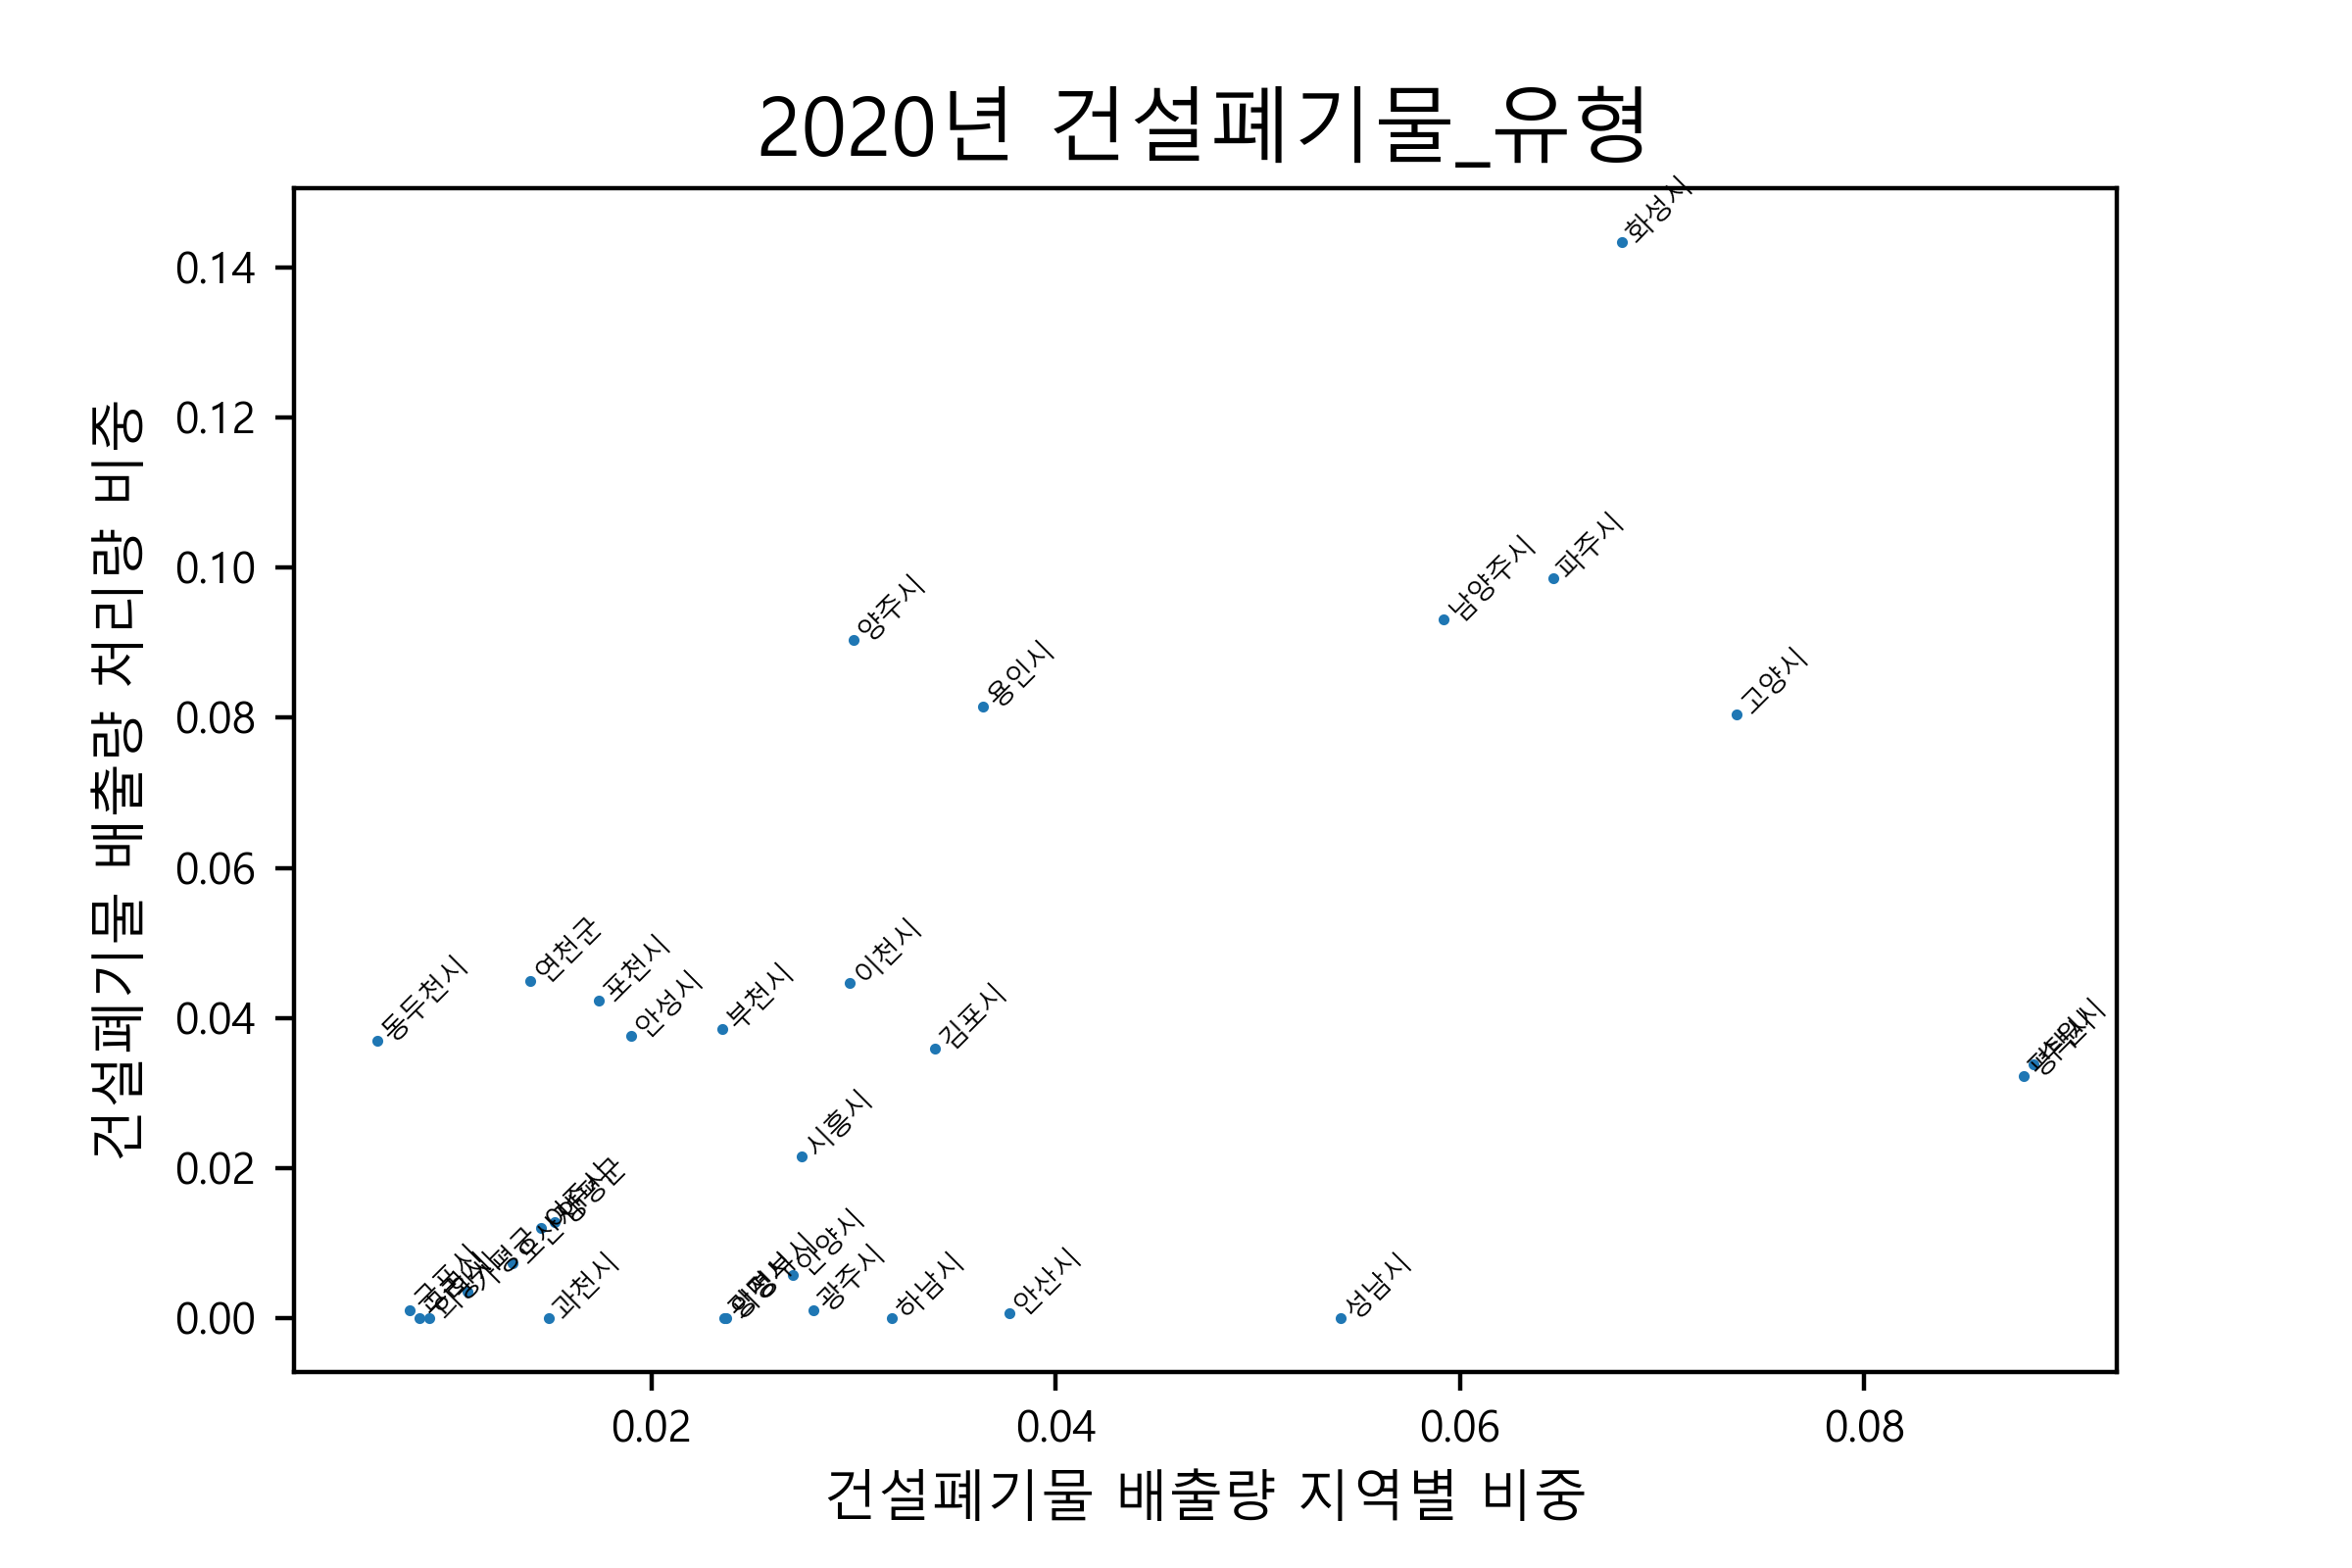 2020년 건설폐기물_유형
건설폐기물 배출량 처리량 비중
0.14
0.12
0.10
0.08
0.06
0.04
0.02
0.00
화성시
파주시
남양주시
양주시
용인시
고양시
연천군
포천시
동두천시
안성시
부천시
이천시
김포시
시흥시
과천시
안양시
광주시
하남시
안산시
성남시
0.02
0.04
0.06
0.08
건설폐기물 배출량 지역별 비중